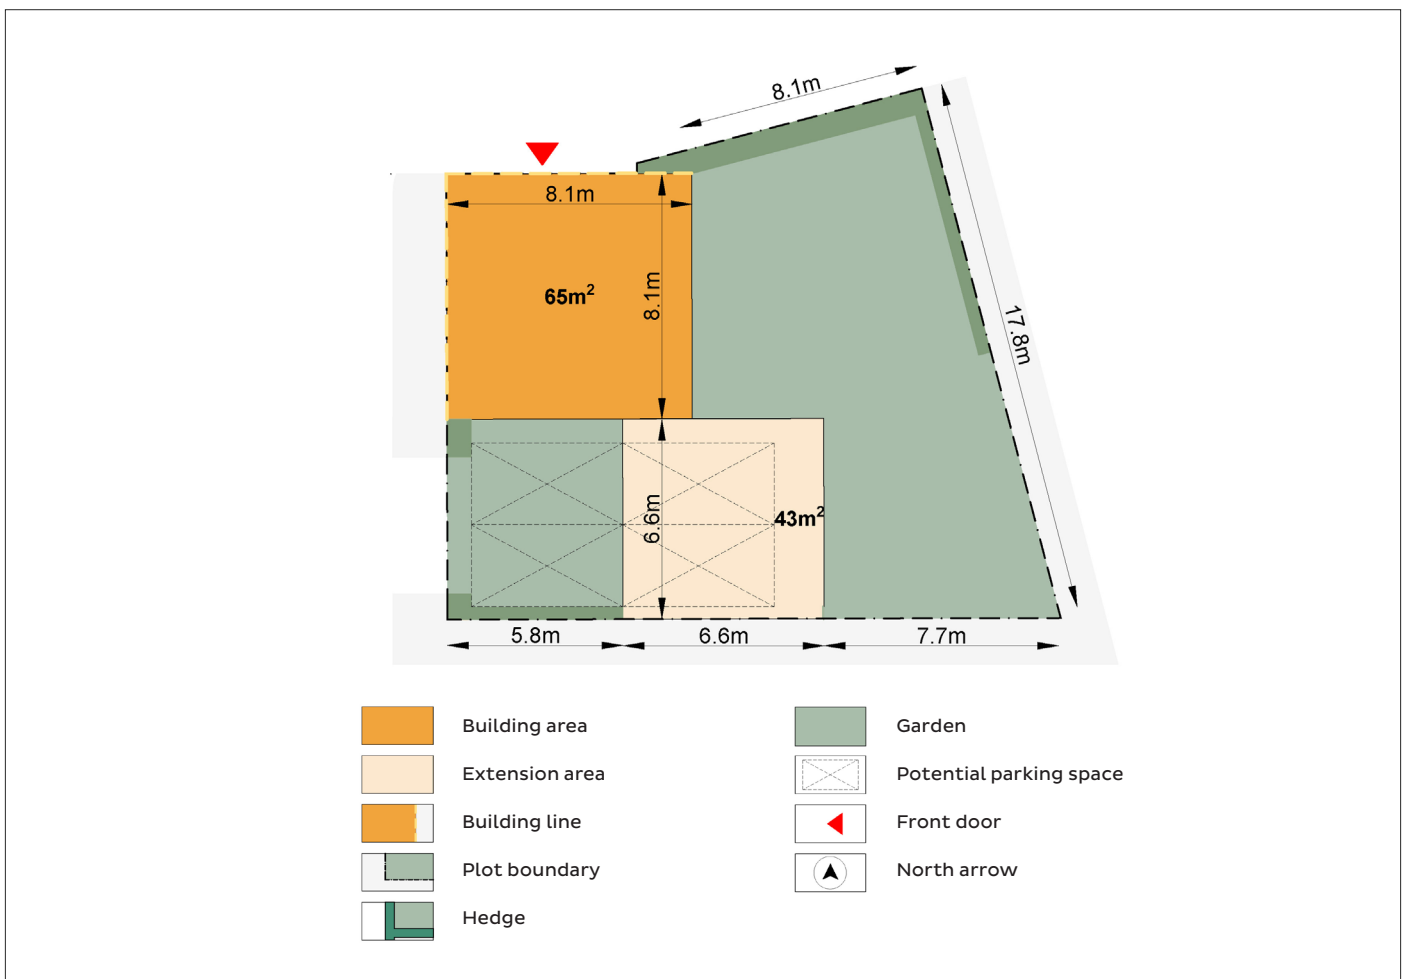 8.1m
8.1m
8.1m
65m²
17.8m
6.6m
43m²
5.8m
6.6m
7.7m
Building area
Extension area
Building line
Plot boundary
Hedge
Garden
Potential parking space
Front door
North arrow